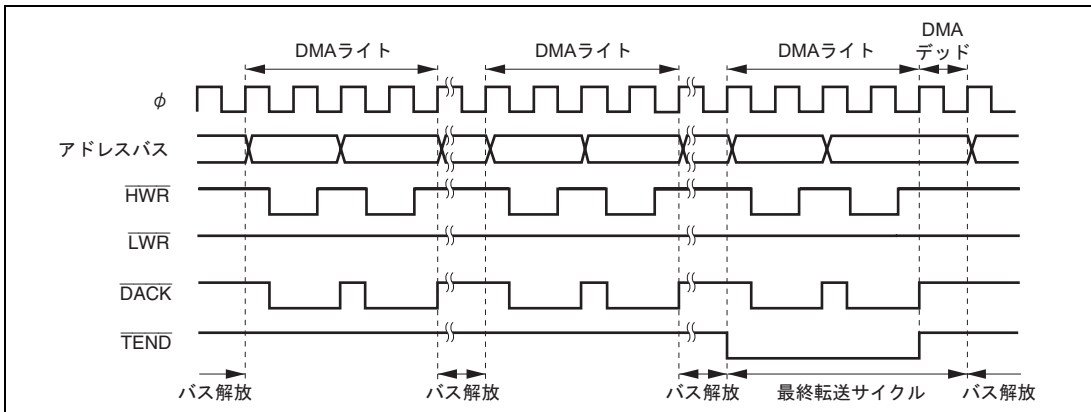 DMA
DMAライト DMAライト DMAライト デッド
φ
アドレスバス
HWR
LWR
DACK
TEND
バス解放 バス解放 バス解放 最終転送サイクル バス解放